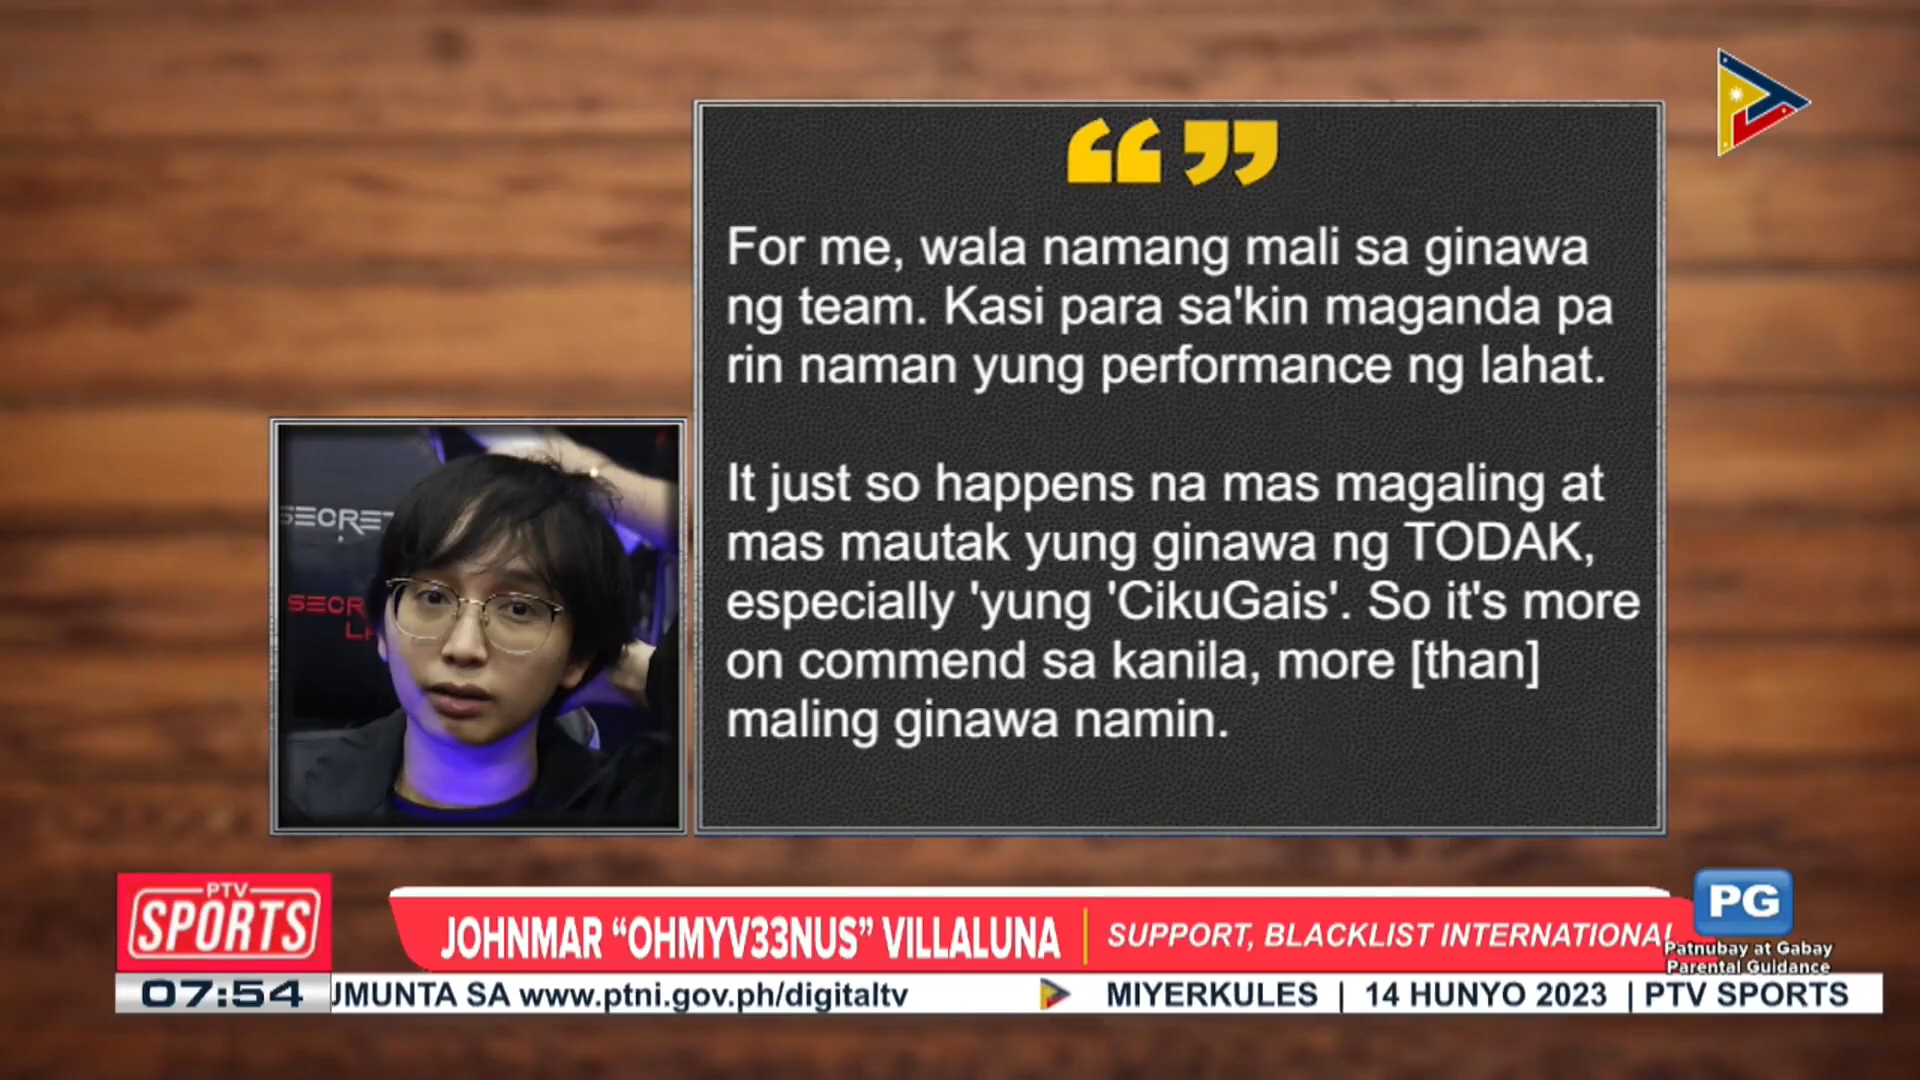 “ ”
For me, wala namang mali sa ginawa
ng team. Kasi para sa'kin maganda pa
rin naman yung performance ng lahat.
It just so happens na mas magaling at
mas mautak yung ginawa ng TODAK,
especially 'yung 'CikuGais'. So it's more
on commend sa kanila, more [than]
maling ginawa namin.
SECRET
SECR
PTV
SPORTS
JOHNMAR “OHMYV33NUS” VILLALUNA
SUPPORT, BLACKLIST INTERNATIONAL
PG
Patnubay at Gabay
Parental Guidance
07:54
UMUNTA SA www.ptni.gov.ph/digitaltv
MIYERKULES | 14 HUNYO 2023 | PTV SPORTS